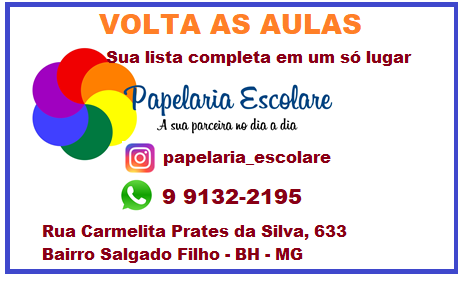 VOLTA AS AULAS
Sua lista completa em um só lugar
Papelaria Escolare
A sua parceira no dia a dia
papelaria_escolare
9 9132-2195
Rua Carmelita Prates da Silva, 633
Bairro Salgado Filho - BH - MG